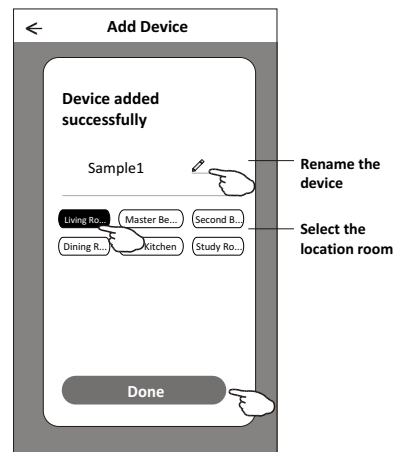 Add Device
Device added
successfully
Sample1
Rename the
device
Living Ro...
Master Be...
Second B...
Select the
location room
Dining R...
Kitchen
Study Ro...
Done